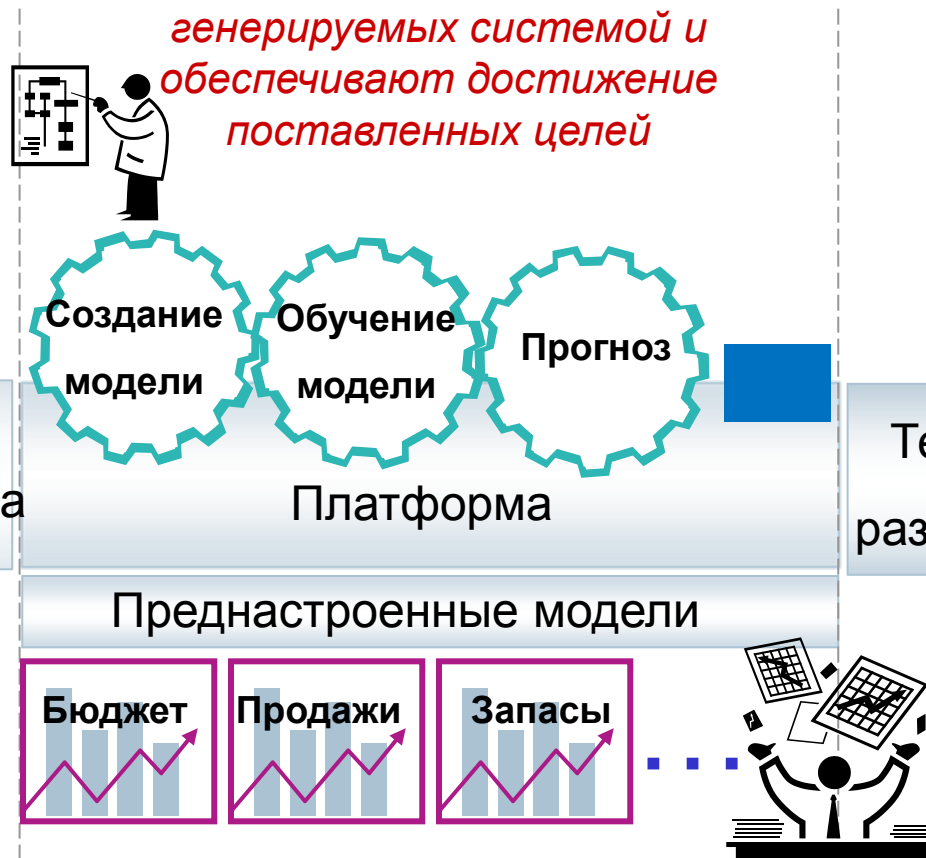 генерируемых системой и
обеспечивают достижение
поставленных целей
Создание
модели
Обучение
модели
Прогноз
Платформа
Преднастроенные модели
Бюджет
Продажи
Запасы